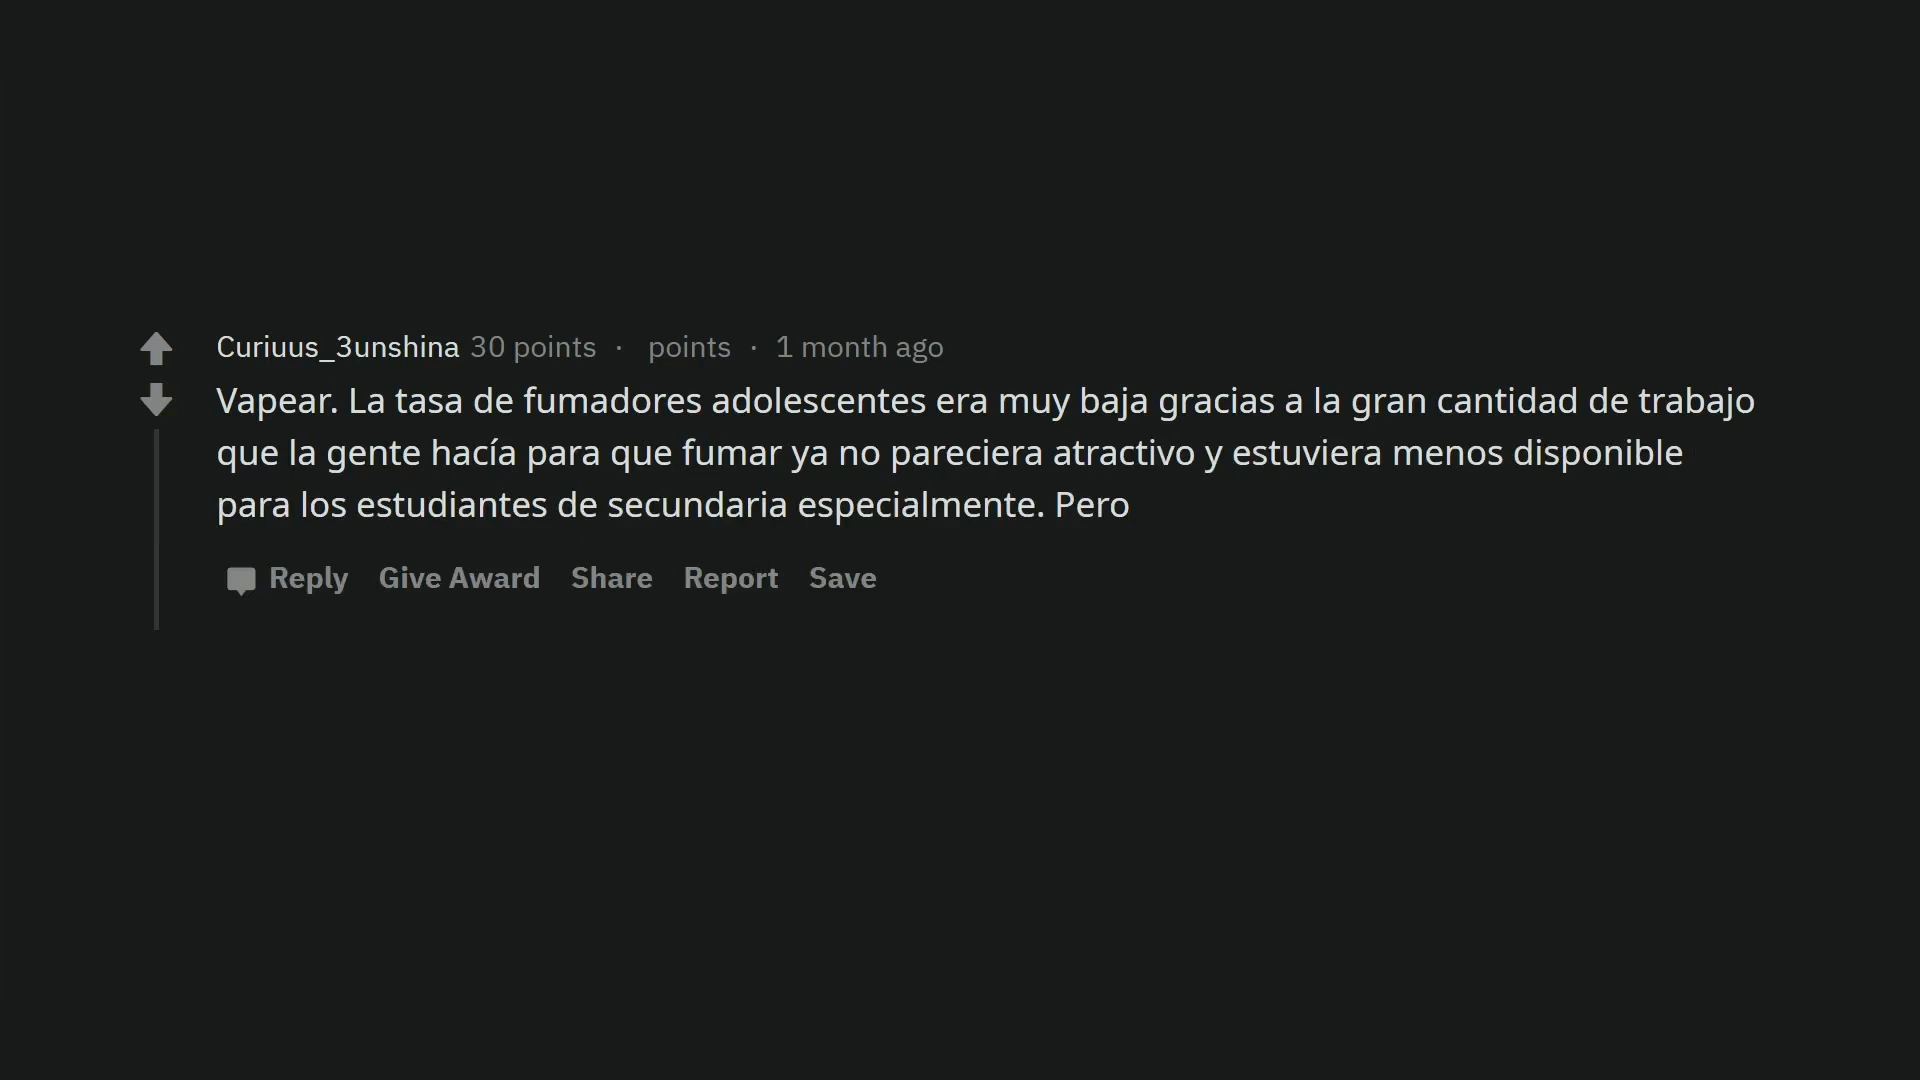 Curiuus_3unshina 30 points · points · 1 month ago
Vapear. La tasa de fumadores adolescentes era muy baja gracias a la gran cantidad de trabajo
que la gente hacía para que fumar ya no pareciera atractivo y estuviera menos disponible
para los estudiantes de secundaria especialmente. Pero
Reply Give Award Share Report Save